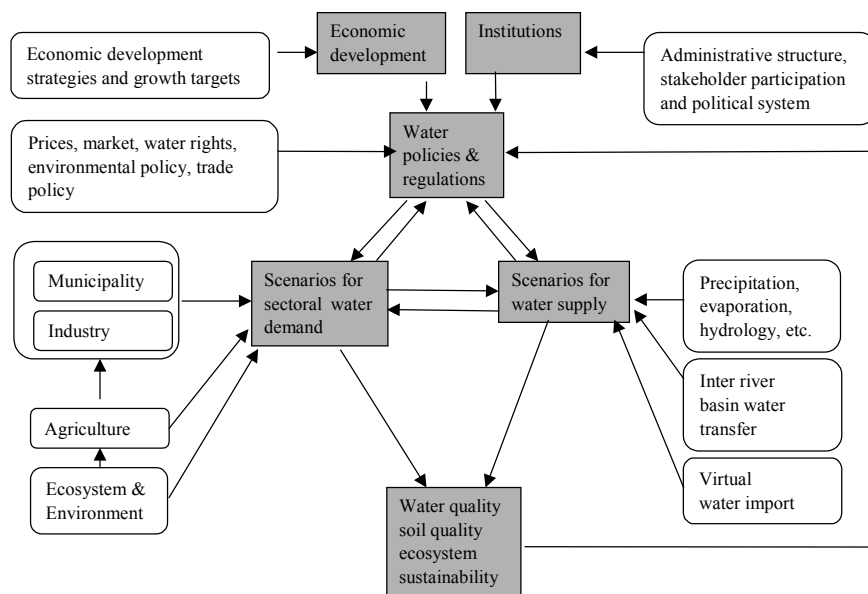 Economic
development
Institutions
Economic development
strategies and growth targets
Administrative structure,
stakeholder participation
and political system
Prices, market, water rights,
environmental policy, trade
policy
Water
policies &
regulations
Municipality
Industry
Scenarios for
sectoral water
demand
Scenarios for
water supply
Precipitation,
evaporation,
hydrology, etc.
Inter river
basin water
transfer
Agriculture
Ecosystem &
Environment
Virtual
water import
Water quality
soil quality
ecosystem
sustainability